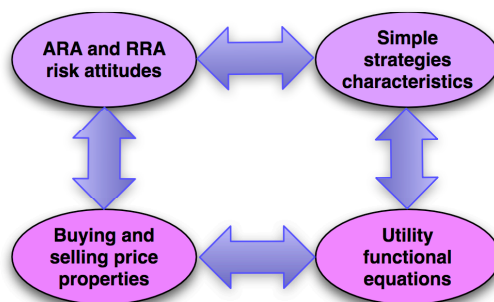 ARA and RRA
risk attitudes
Simple
strategies
characteristics
Buying and
selling price
properties
Utility
functional
equations